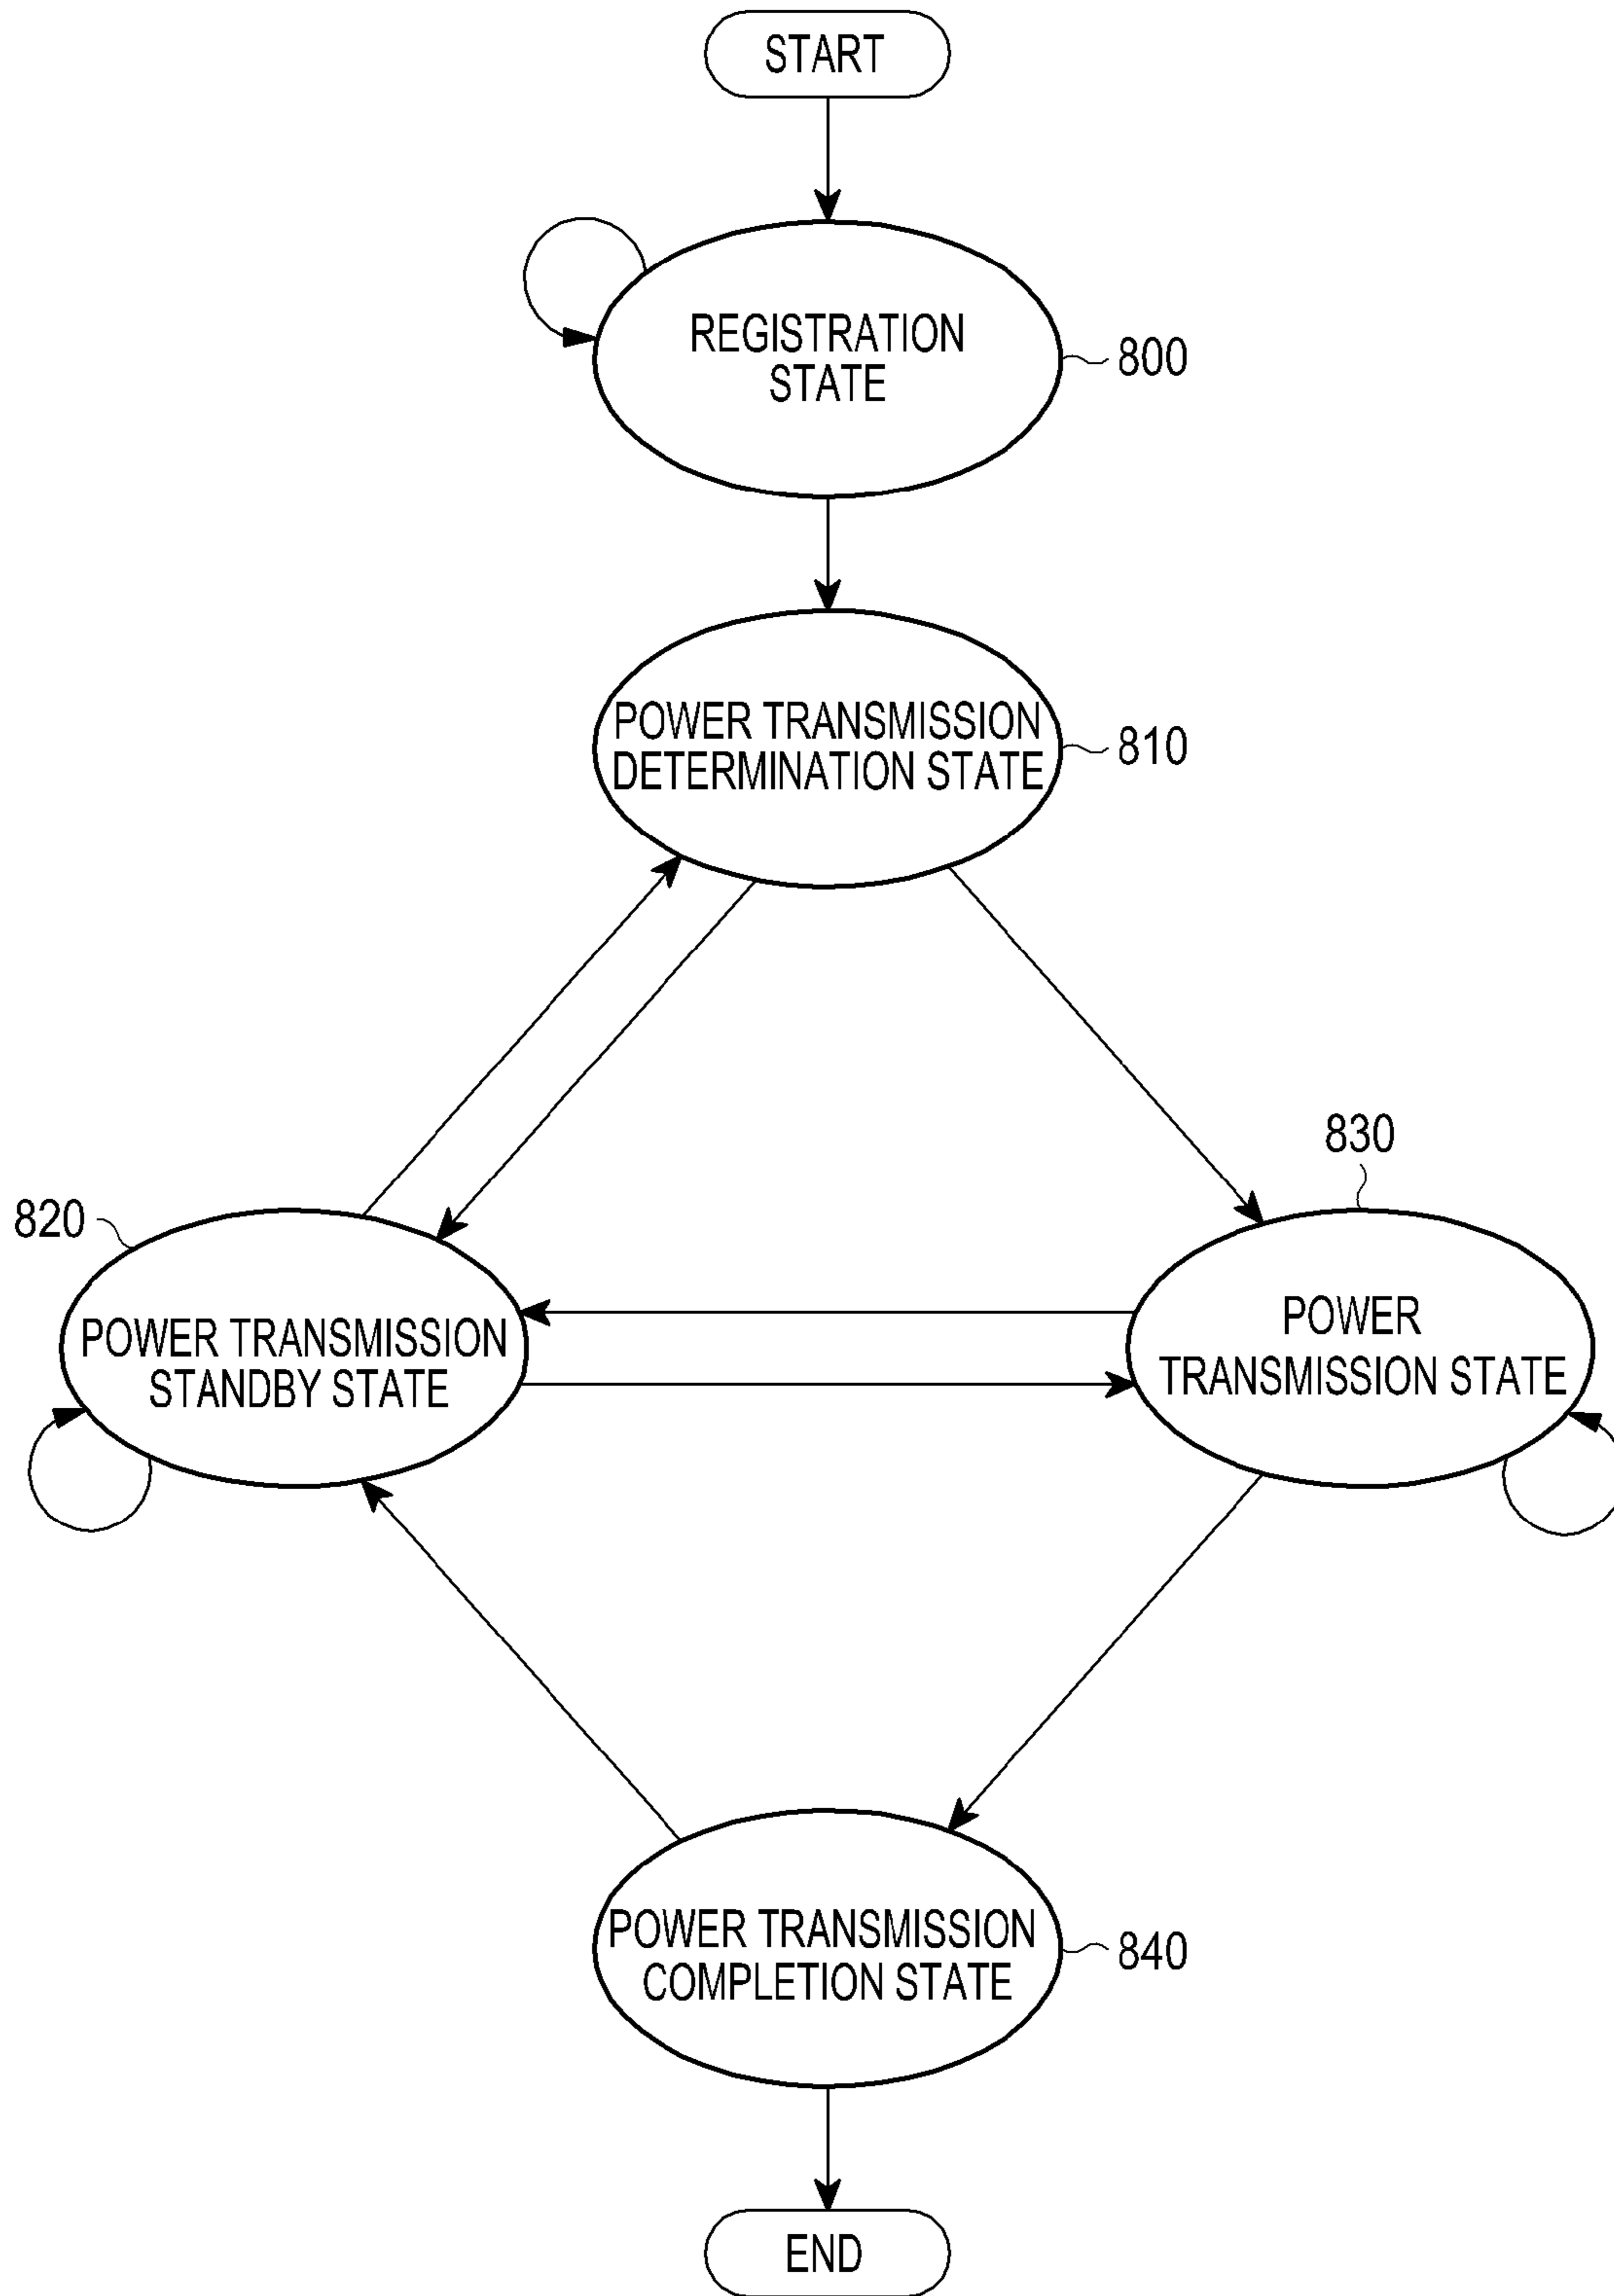 START
REGISTRATION
STATE
800
POWER TRANSMISSION
DETERMINATION STATE
810
830
820
POWER TRANSMISSION
STANDBY STATE
POWER
TRANSMISSION STATE
POWER TRANSMISSION
COMPLETION STATE
840
END